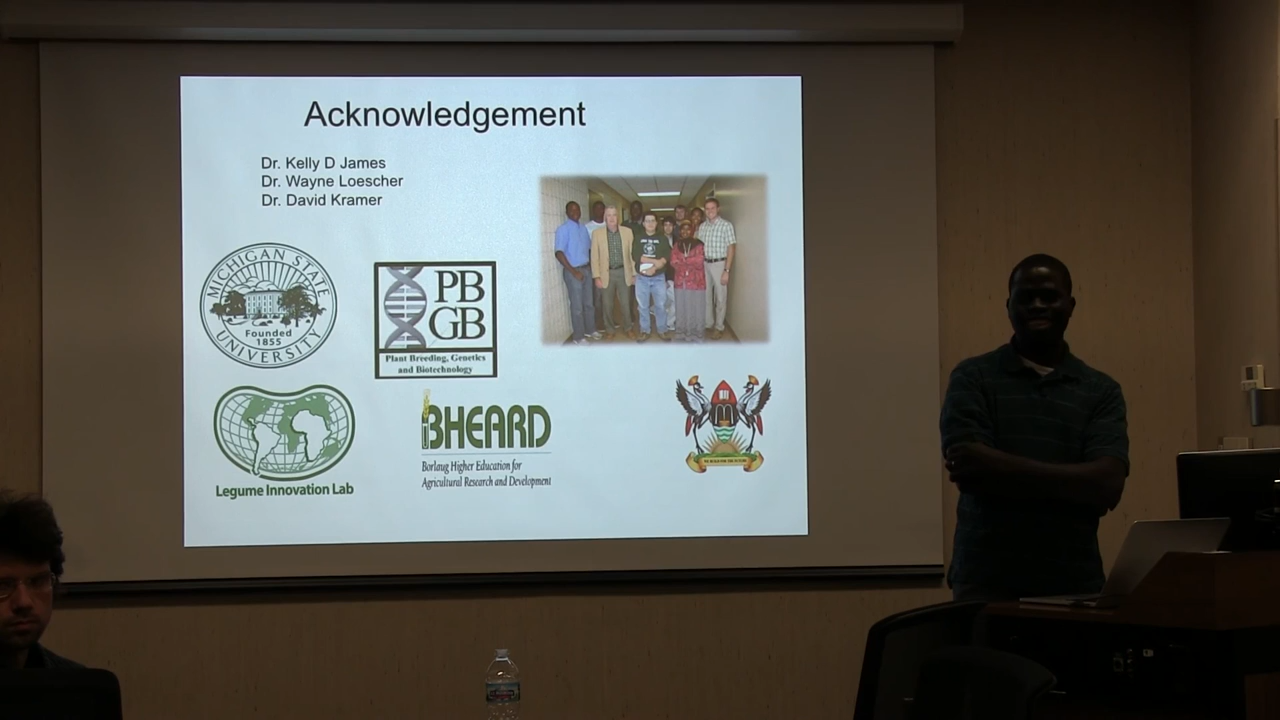 Acknowledgement
Dr. Kelly D James
Dr. Wayne Loescher
Dr. David Kramer
MICHIGAN STATE
UNIVERSITY
Founded
1855
PB
GB
Plant Breeding, Genetics
and Biotechnology
Legume Innovation Lab
BHEARD
Borlaug Higher Education for
Agricultural Research and Development